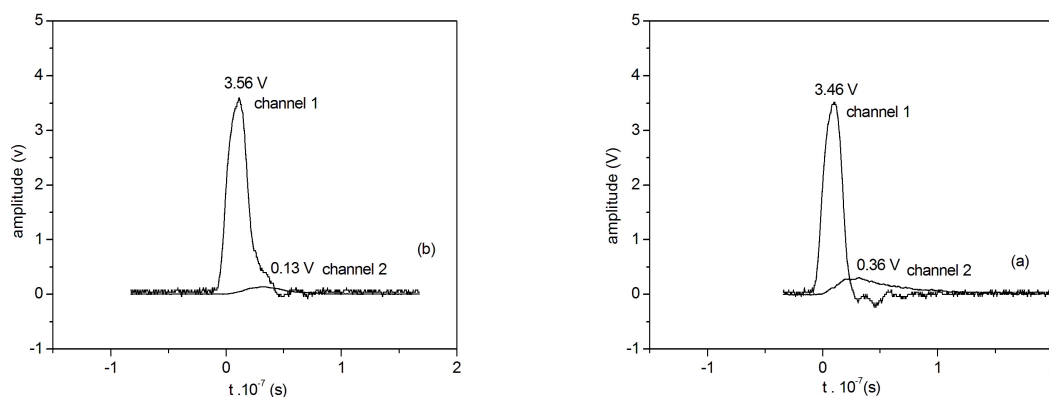 5
4
3
2
1
0
-1
amplitude (v)
3.56 V
channel 1
(b)
0.13 V
channel 2
-1
0
1
2
t . 10-7 (s)
5
4
3
2
1
0
-1
amplitude (V)
3.46 V
channel 1
(a)
0.36 V
channel 2
-1
0
1
t . 10-7 (s)